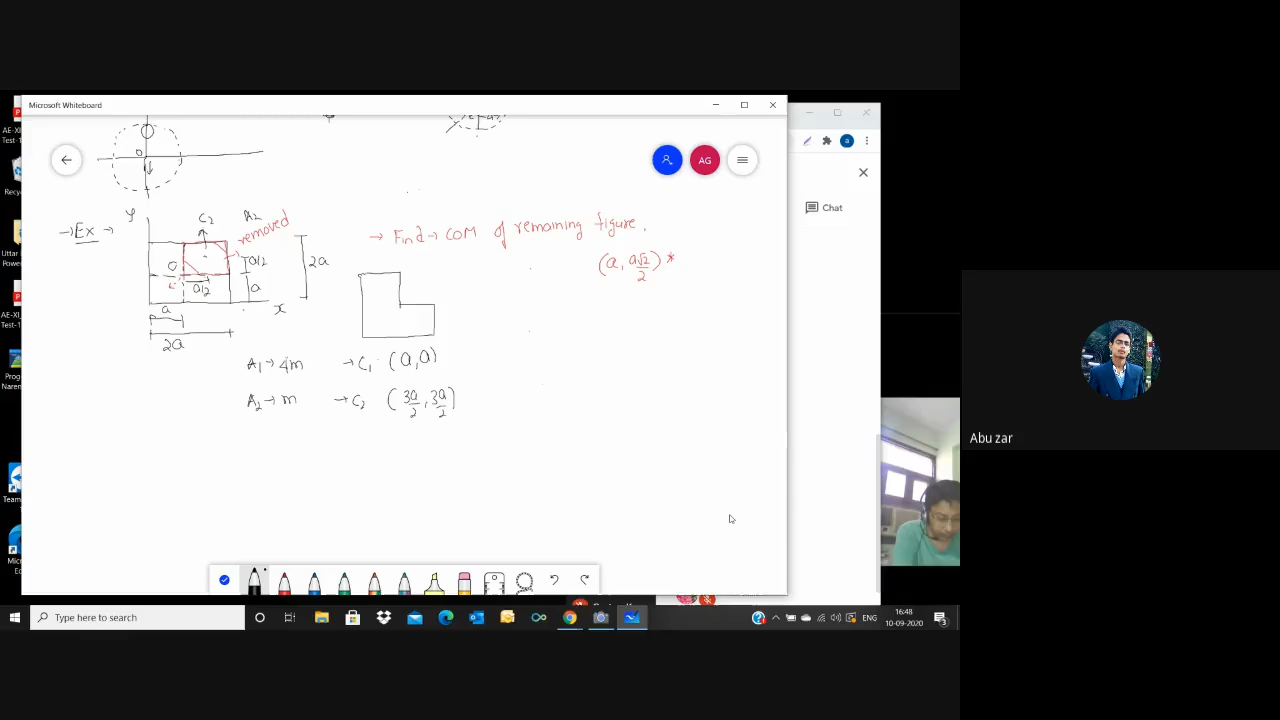 Microsoft Whiteboard
AG
Chat
→ Ex →
y
C2
A2
removed
→ Find → COM of remaining figure.
(a, a√2/2) *
a/2
2a
a/2
a
a
x
2a
A1 → 4m → C1 (a, a)
A2 → m → C2 (3a/2, 3a/2)
Abu zar
Type here to search
ENG
16:48
10-09-2020
3